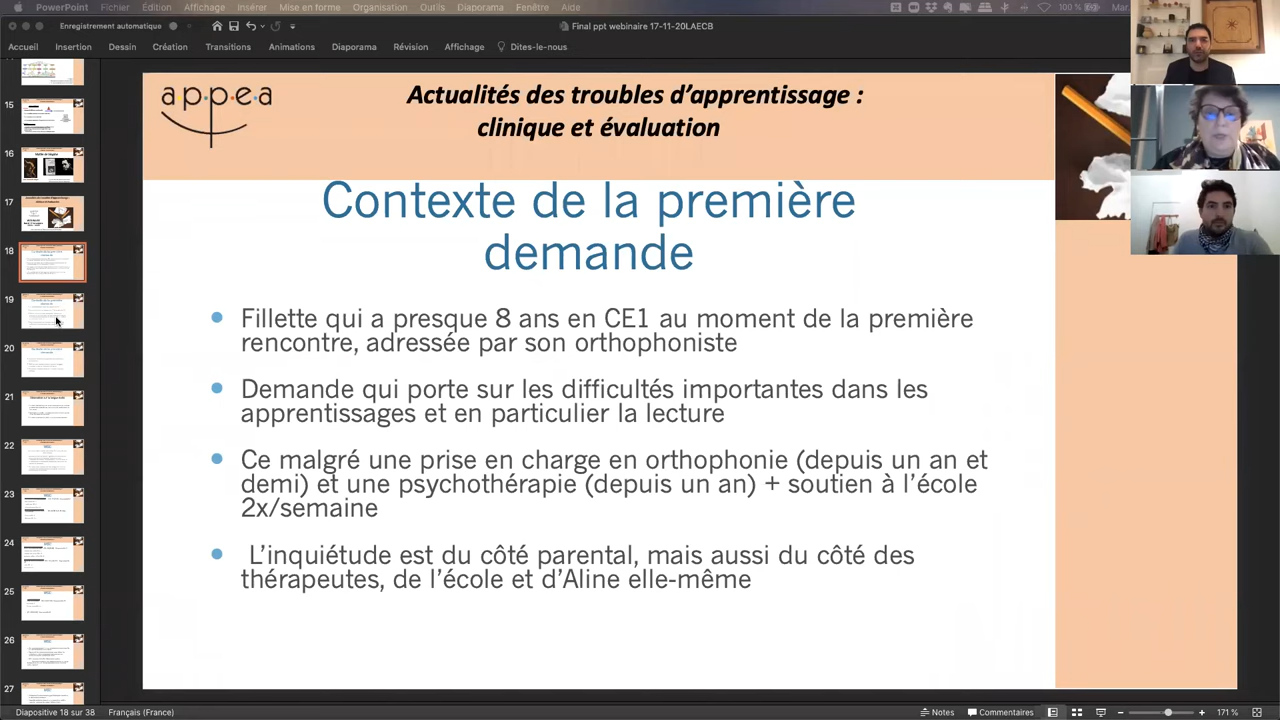 PowerPoint Fichier Édition Affichage Insérer Mise en forme Organisation Outils Diaporama Fenêtre Aide 100 % Mar.
Enregistrement automatique Final ppt webinaire 17-11-20LAECB
Accueil Insertion Dessin Création Transitions Animations Diaporama Révision Affichage Dites-le-nous
appea
Actualités des troubles d’apprentissage :
clinique et évaluation
Contexte de la première
demande
• Fillette qui a presque 8 ans en CE1 au moment de la première
rencontre, adressée par son orthophoniste
• Demande qui porte sur les difficultés importantes dans les
apprentissages et en particulier la lecture
• Ce malgré une prise en charge en orthophonie (depuis un an et
demi) et une psychothérapie (depuis un an) + soutien à l’école
2x/semaine
• L’inquiétude est du côté parental, mais aussi du côté des
thérapeutes, de l’école et d’Aline elle-même
15
16
17
18
19
20
21
22
23
24
25
26
27
Diapositive 18 sur 38 Français (France) Notes Commentaires 171 %